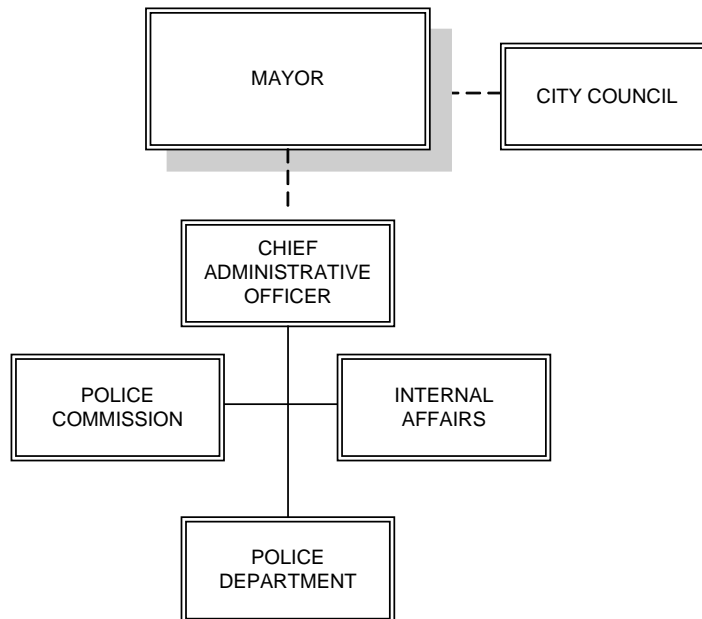 MAYOR
CITY COUNCIL
CHIEF
ADMINISTRATIVE
OFFICER
POLICE
COMMISSION
INTERNAL
AFFAIRS
POLICE
DEPARTMENT